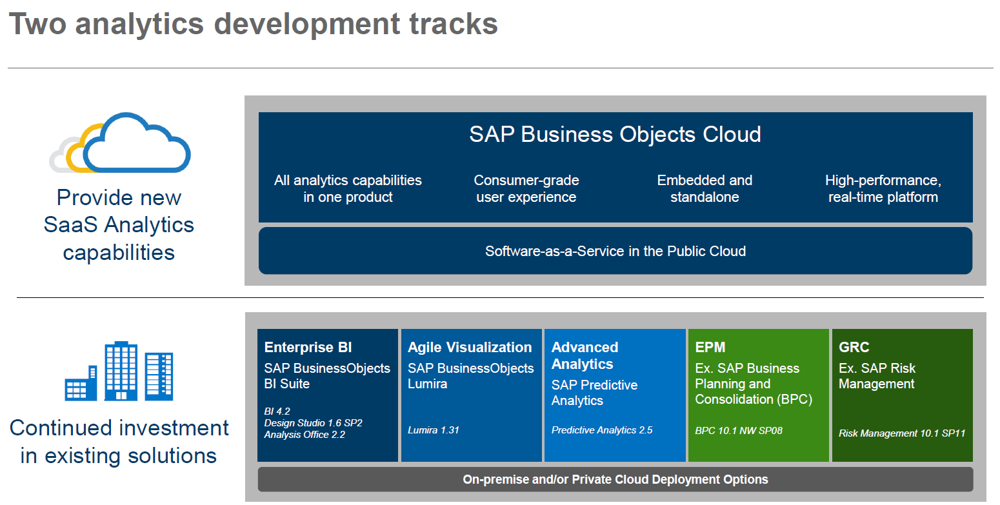 Two analytics development tracks
Provide new
SaaS Analytics
capabilities
SAP Business Objects Cloud
All analytics capabilities
in one product
Consumer-grade
user experience
Embedded and
standalone
High-performance,
real-time platform
Software-as-a-Service in the Public Cloud
Continued investment
in existing solutions
Enterprise BI
SAP BusinessObjects
BI Suite
BI 4.2
Design Studio 1.6 SP2
Analysis Office 2.2
Agile Visualization
SAP BusinessObjects
Lumira
Lumira 1.31
Advanced
Analytics
SAP Predictive
Analytics
Predictive Analytics 2.5
EPM
Ex. SAP Business
Planning and
Consolidation (BPC)
BPC 10.1 NW SP08
GRC
Ex. SAP Risk
Management
Risk Management 10.1 SP11
On-premise and/or Private Cloud Deployment Options